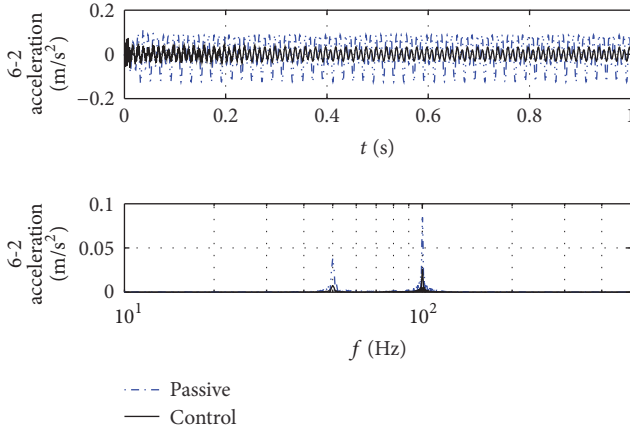 6-2
acceleration
(m/s²)
0.2
0
−0.2
0 0.2 0.4 0.6 0.8 1
t (s)
6-2
acceleration
(m/s²)
0.1
0.05
0
10¹ 10²
f (Hz)
Passive
Control